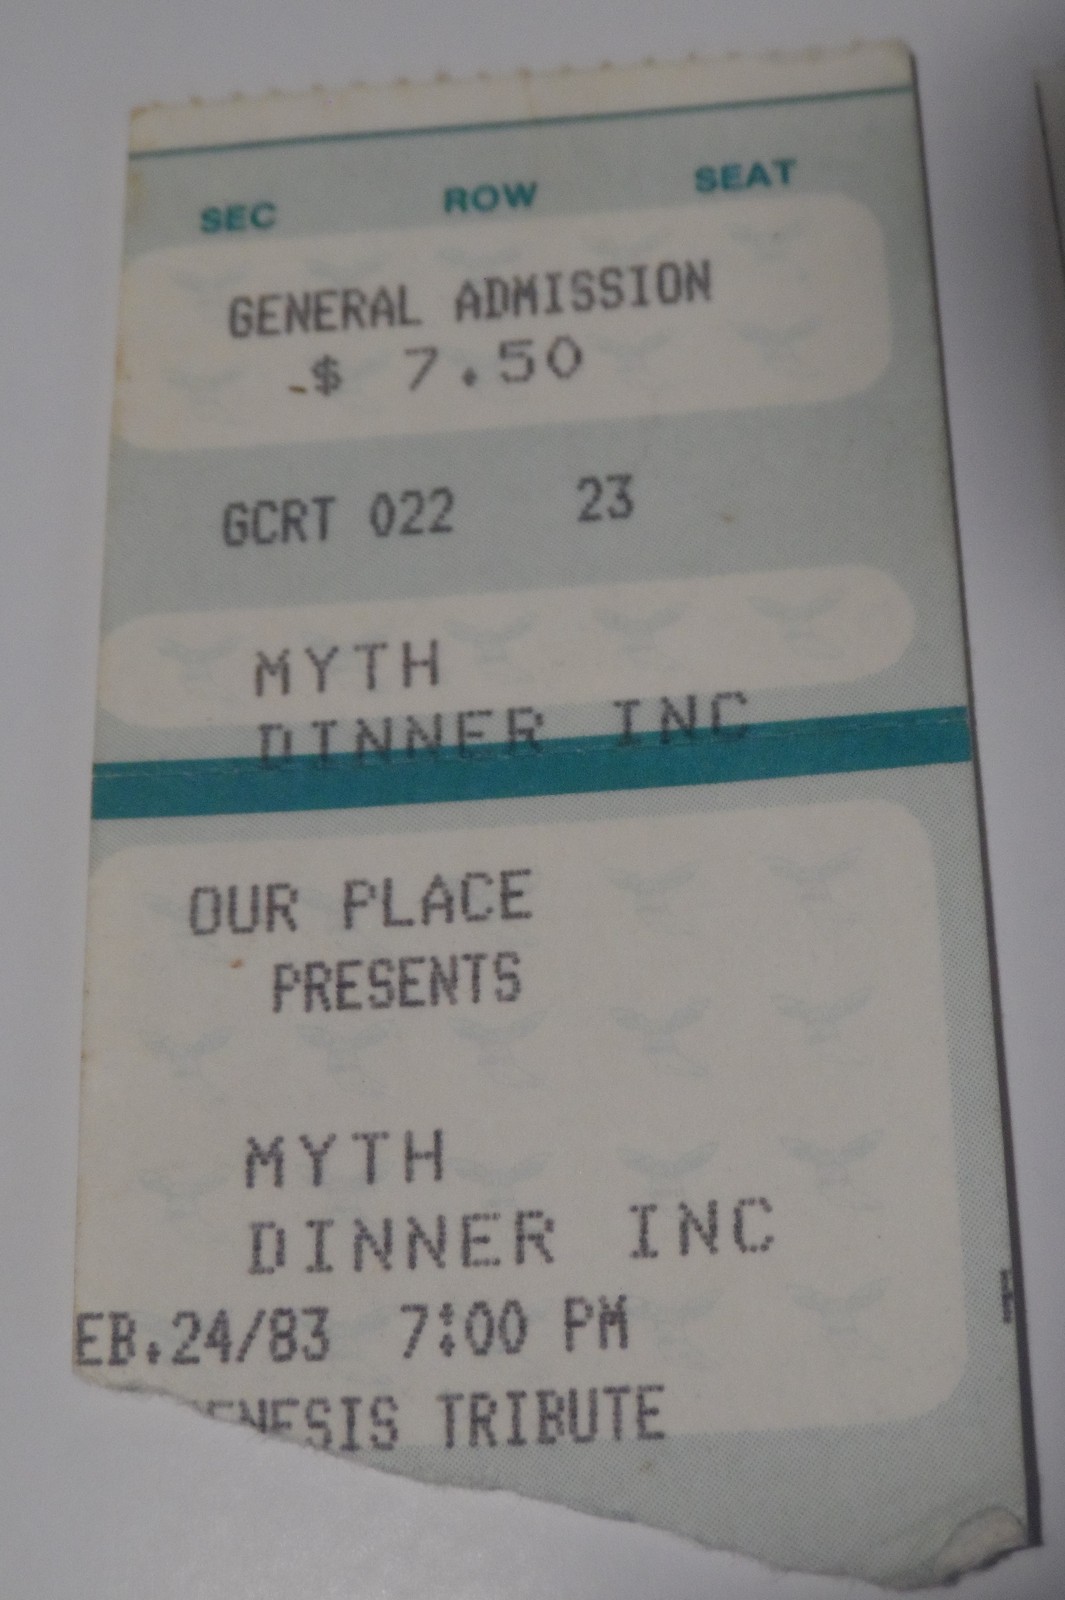 SEC ROW SEAT
GENERAL ADMISSION
$ 7.50
GCRT 022 23
MYTH
DINNER INC
OUR PLACE
PRESENTS
MYTH
DINNER INC
EB.24/83 7:00 PM
ENESIS TRIBUTE